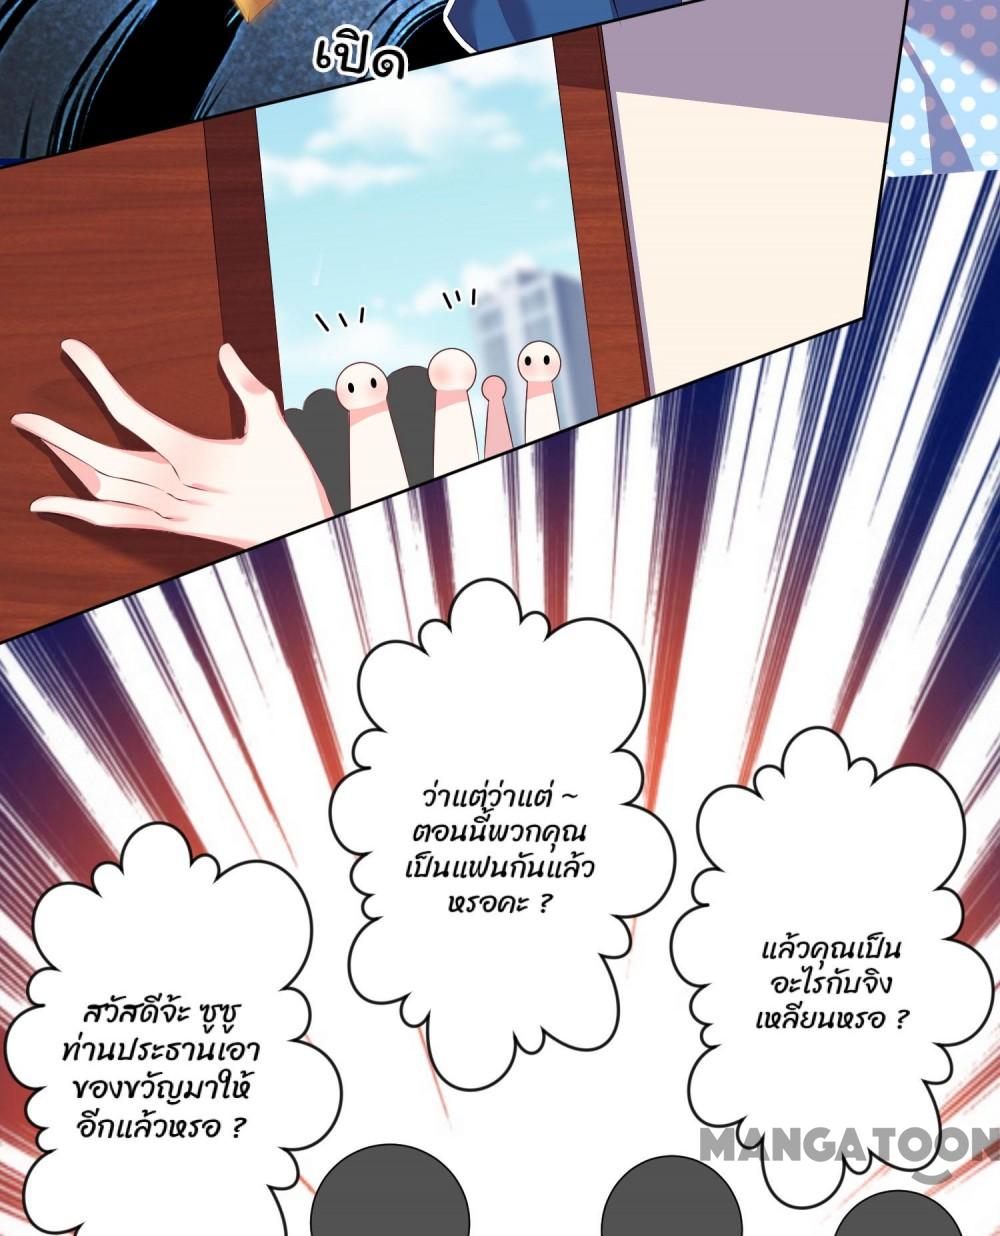 เปิด
ว่าแต่ว่าแต่ ~
ตอนนี้พวกคุณ
เป็นแฟนกันแล้ว
หรอคะ ?
แล้วคุณเป็น
อะไรกับจิง
เหลียนหรอ ?
สวัสดีจ้ะ ซูซู
ท่านประธานเอา
ของขวัญมาให้
อีกแล้วหรอ ?
MANGATOON